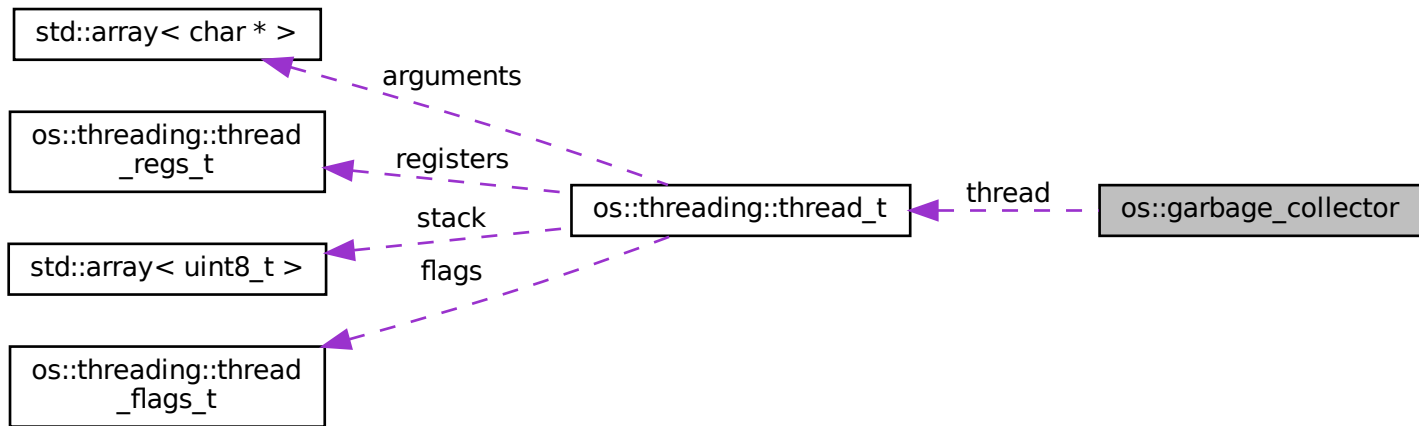 std::array< char * >
arguments
os::threading::thread
_regs_t
registers
os::threading::thread_t
thread
os::garbage_collector
stack
std::array< uint8_t >
flags
os::threading::thread
_flags_t